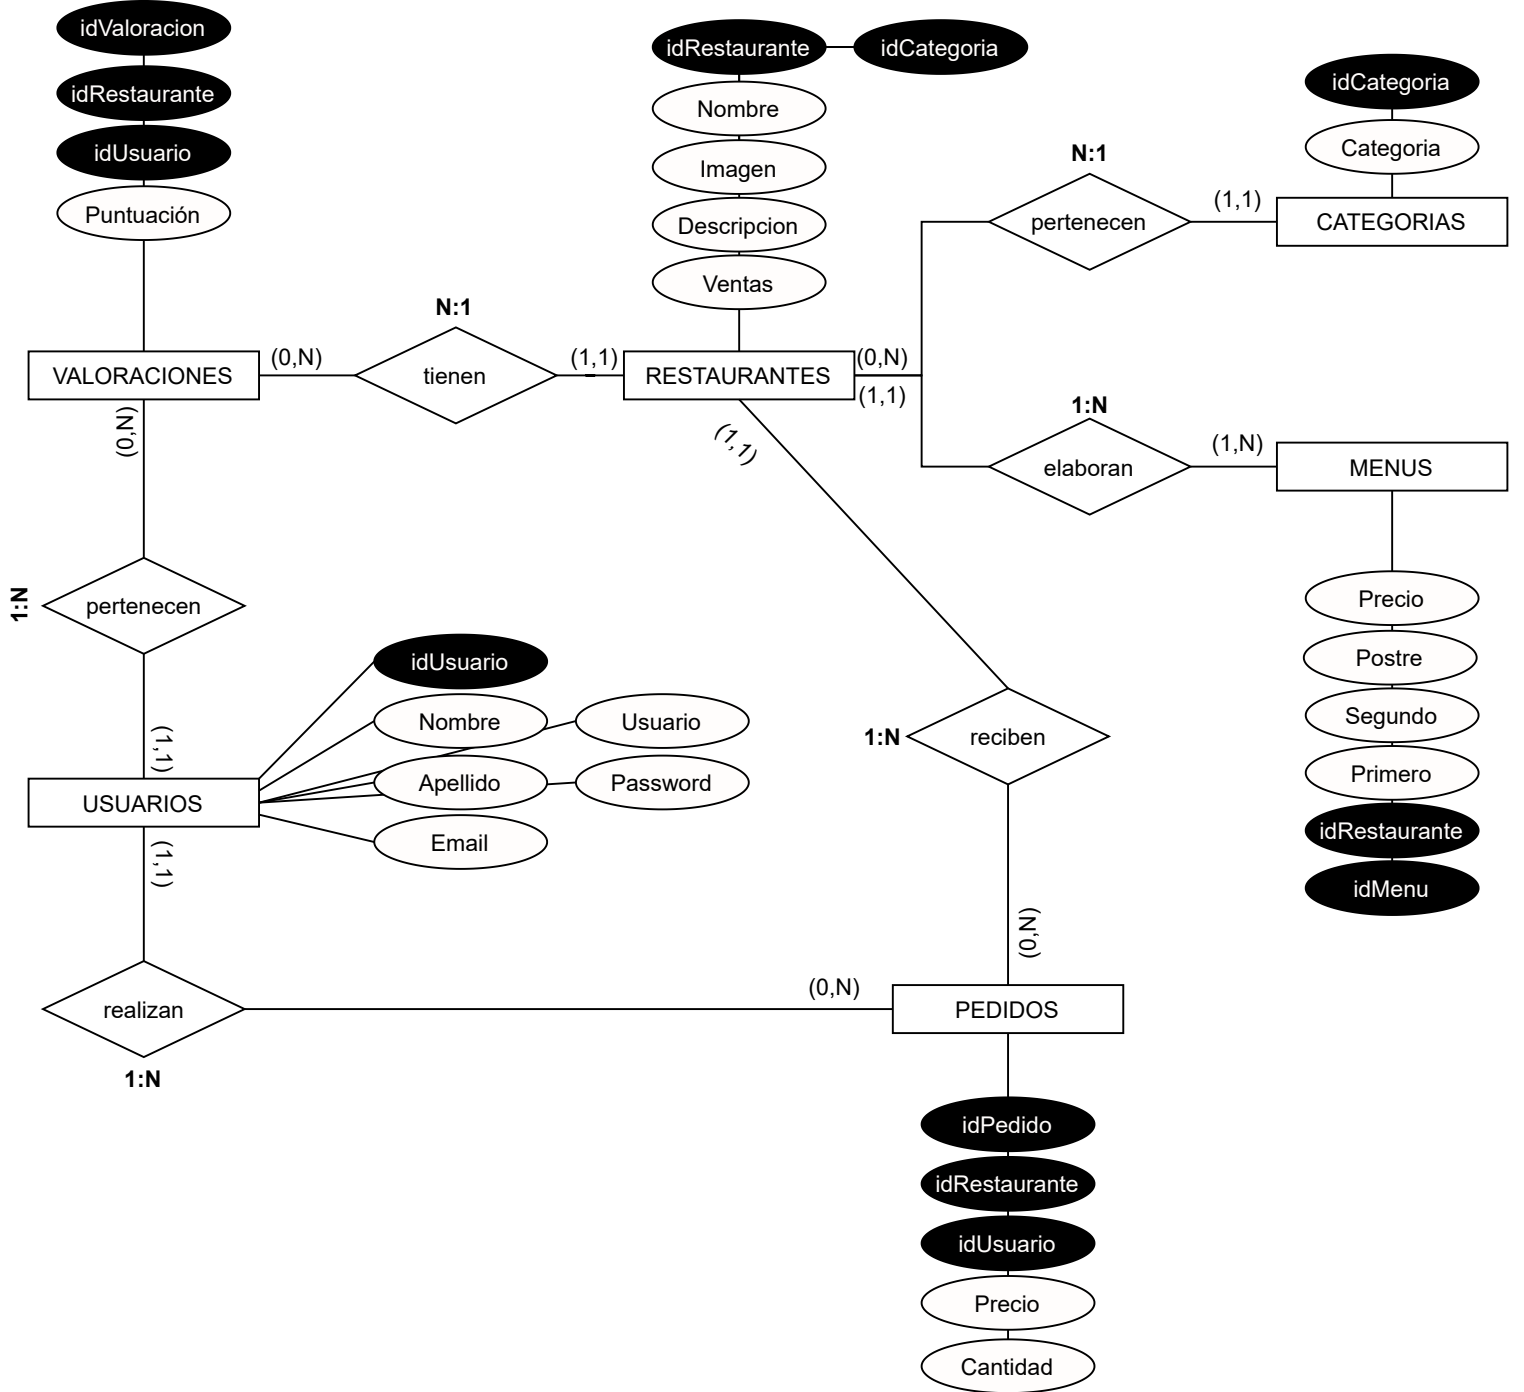 idValoracion
idRestaurante
idUsuario
Puntuación
idRestaurante
idCategoria
Nombre
Imagen
Descripcion
Ventas
idCategoria
Categoria
N:1
pertenecen
(1,1)
CATEGORIAS
N:1
VALORACIONES
(0,N)
tienen
(1,1)
RESTAURANTES
(0,N)
(1,1)
(0,N)
(1,1)
1:N
elaboran
(1,N)
MENUS
1:N
pertenecen
(1,1)
idUsuario
Nombre
Usuario
Apellido
Password
Email
USUARIOS
(1,1)
1:N
reciben
(0,N)
Precio
Postre
Segundo
Primero
idRestaurante
idMenu
realizan
1:N
(0,N)
PEDIDOS
idPedido
idRestaurante
idUsuario
Precio
Cantidad